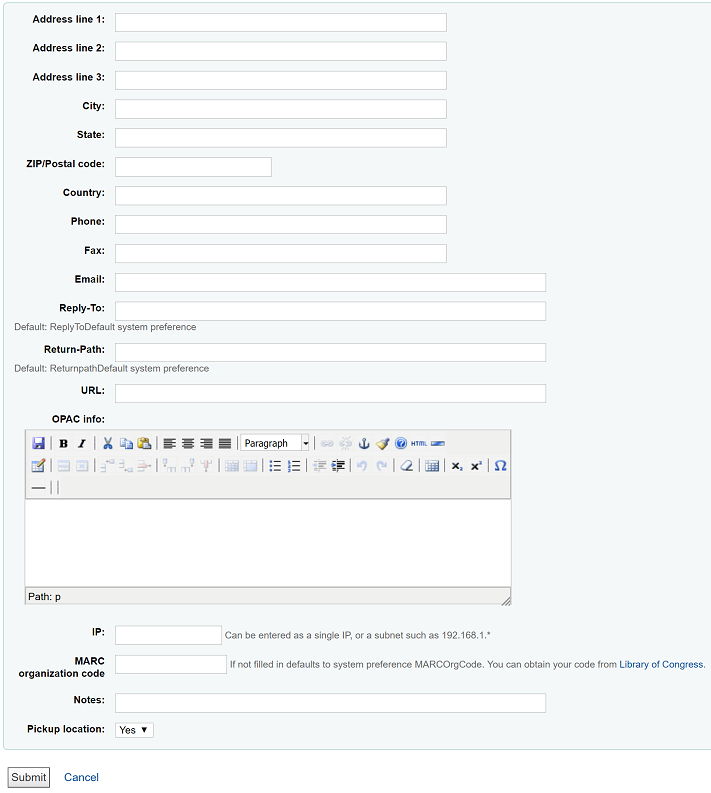 Address line 1:
Address line 2:
Address line 3:
City:
State:
ZIP/Postal code:
Country:
Phone:
Fax:
Email:
Reply-To:
Default: ReplyToDefault system preference
Return-Path:
Default: ReturnpathDefault system preference
URL:
OPAC info:
B I Paragraph HTML
x₂ x² Ω
Path: p
IP: Can be entered as a single IP, or a subnet such as 192.168.1.*
MARC
organization code If not filled in defaults to system preference MARCOrgCode. You can obtain your code from Library of Congress.
Notes:
Pickup location: Yes ▼
Submit Cancel